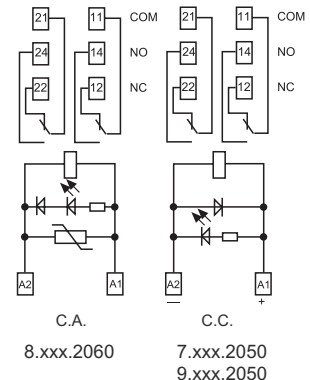 21 11 COM 21 11 COM
24 14 NO 24 14 NO
22 12 NC 22 12 NC
A2 A1 A2 A1
— +
C.A. C.C.
8.xxx.2060 7.xxx.2050
9.xxx.2050